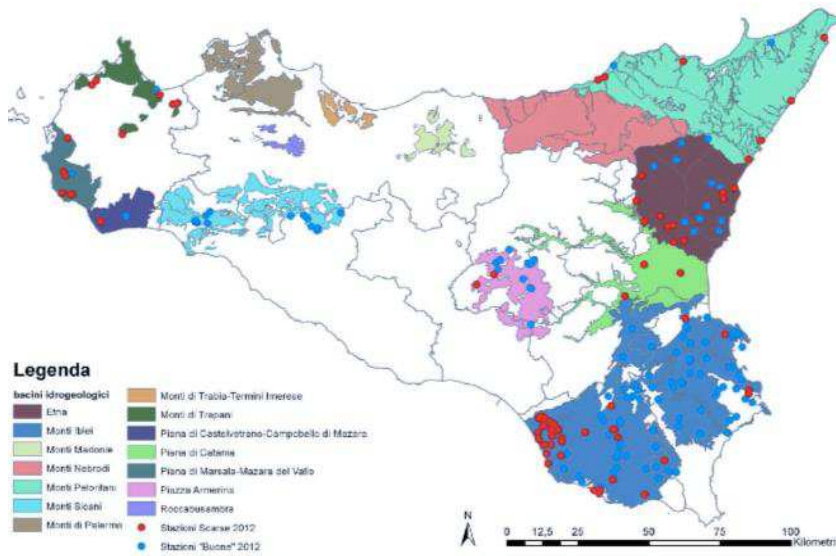 Legenda
bacini idrogeologici
Etna
Monti Iblei
Monti Madonie
Monti Nebrodi
Monti Peloritani
Monti Sicani
Monti di Palermo
Monti di Trabia-Termini Imerese
Monti di Trapani
Piana di Castelvetrano-Campobello di Mazara
Piana di Catania
Piana di Marsala-Mazara del Vallo
Piazza Armerina
Roccabusambra
Stazioni Scarse 2012
Stazioni "Buone" 2012
N
0 12,5 25 50 75 100
Kilometri